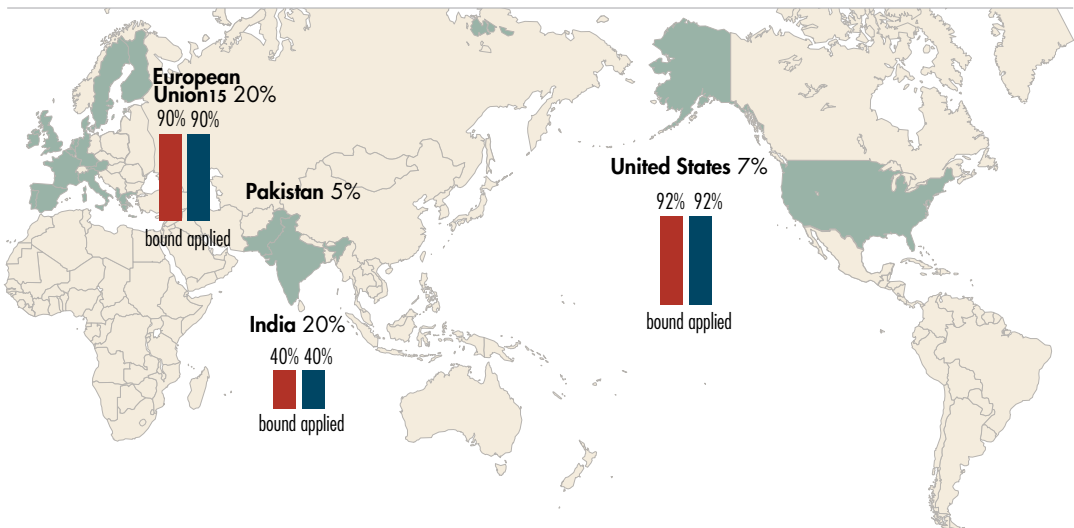 European
Union15 20%
90% 90%
bound applied
Pakistan 5%
India 20%
40% 40%
bound applied
United States 7%
92% 92%
bound applied